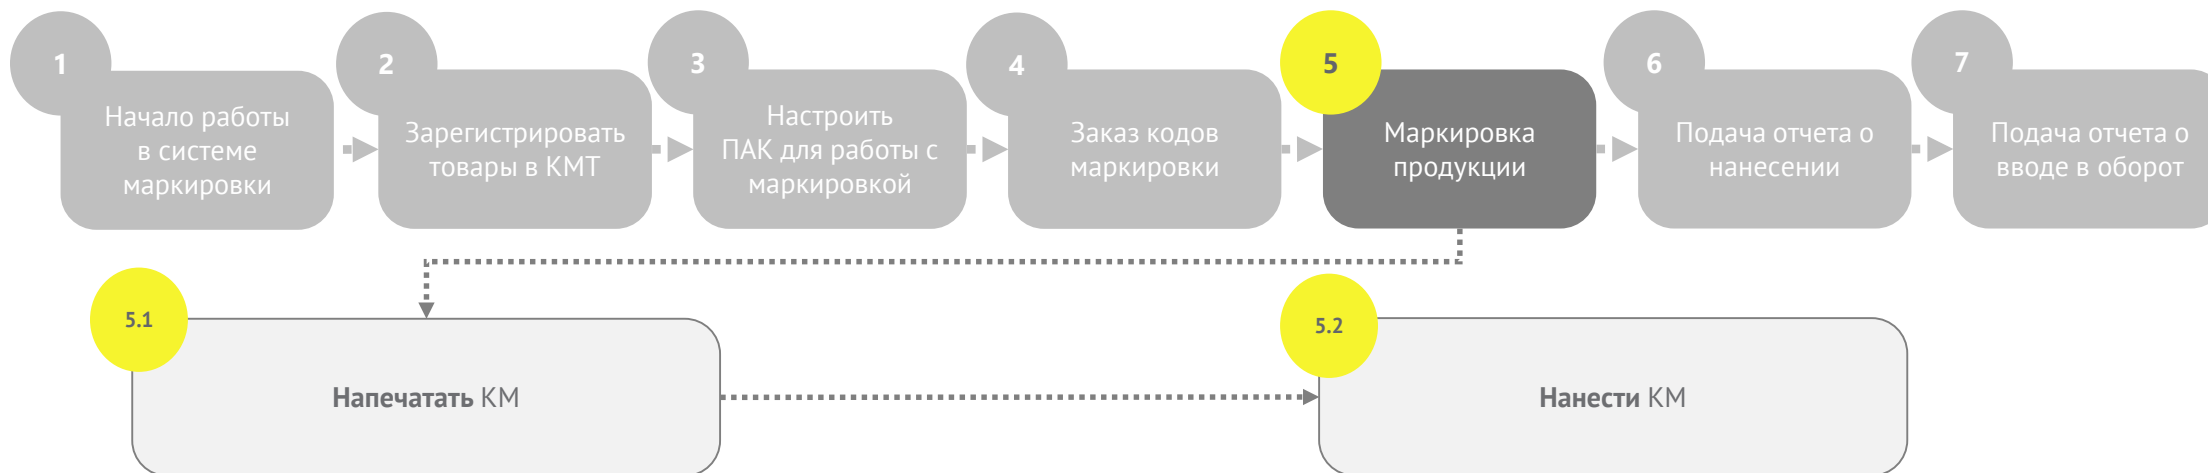 1
Начало работы
в системе
маркировки
2
Зарегистрировать
товары в КМТ
3
Настроить
ПАК для работы с
маркировкой
4
Заказ кодов
маркировки
5
Маркировка
продукции
6
Подача отчета о
нанесении
7
Подача отчета о
вводе в оборот
5.1
Напечатать КМ
5.2
Нанести КМ